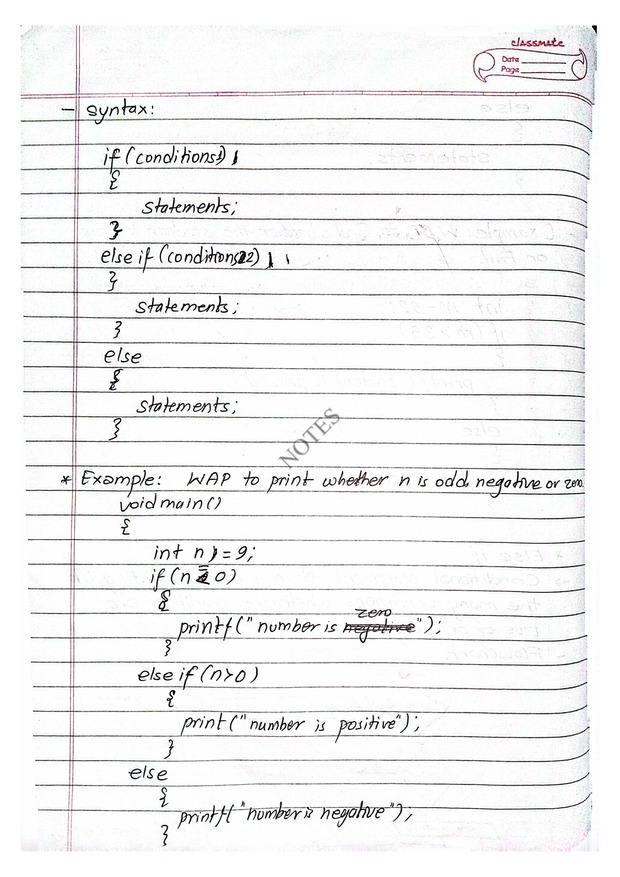 classmate
Date
Page
- Syntax:
if (conditions1)
{
Statements;
}
else if (conditions2)
}
Statements;
}
else
{
Statements;
}
NOTES
* Example: WAP to print whether n is odd, negative or zero
void main()
{
int n = 9;
if (n == 0)
{
printf("number is zero");
}
else if (n>0)
{
print("number is positive");
}
else
{
printf("number is negative");
}